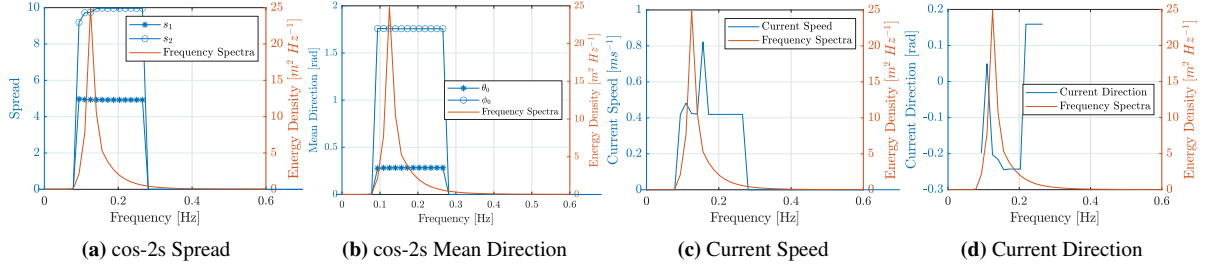 10
8
6
4
2
0
Spread
s₁
s₂
Frequency Spectra
25
20
15
10
5
0
Energy Density [m² Hz⁻¹]
0 0.2 0.4 0.6
Frequency [Hz]
(a) cos-2s Spread
2
1.5
1
0.5
0
Mean Direction [rad]
θ₀
ϕ₀
Frequency Spectra
25
20
15
10
5
0
Energy Density [m² Hz⁻¹]
0 0.1 0.2 0.3 0.4 0.5 0.6
Frequency [Hz]
(b) cos-2s Mean Direction
1
0.8
0.6
0.4
0.2
0
Current Speed [ms⁻¹]
Current Speed
Frequency Spectra
25
20
15
10
5
0
Energy Density [m² Hz⁻¹]
0 0.2 0.4 0.6
Frequency [Hz]
(c) Current Speed
0.2
0.1
0
-0.1
-0.2
-0.3
Current Direction [rad]
Current Direction
Frequency Spectra
25
20
15
10
5
0
Energy Density [m² Hz⁻¹]
0 0.2 0.4 0.6
Frequency [Hz]
(d) Current Direction